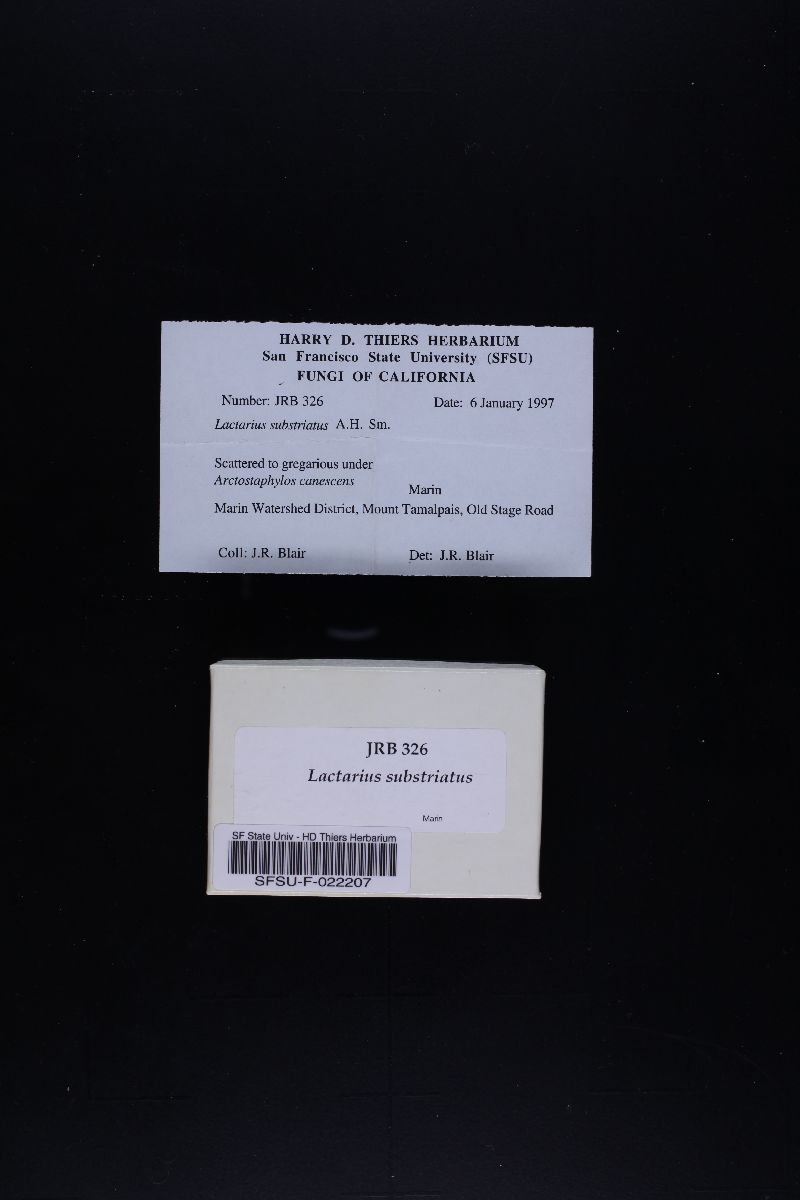 HARRY D. THIERS HERBARIUM
San Francisco State University (SFSU)
FUNGI OF CALIFORNIA
Number: JRB 326 Date: 6 January 1997
Lactarius substriatus A.H. Sm.
Scattered to gregarious under
Arctostaphylos canescens
Marin
Marin Watershed District, Mount Tamalpais, Old Stage Road
Coll: J.R. Blair Det: J.R. Blair
JRB 326
Lactarius substriatus
Marin
SF State Univ - HD Thiers Herbarium
SFSU-F-022207